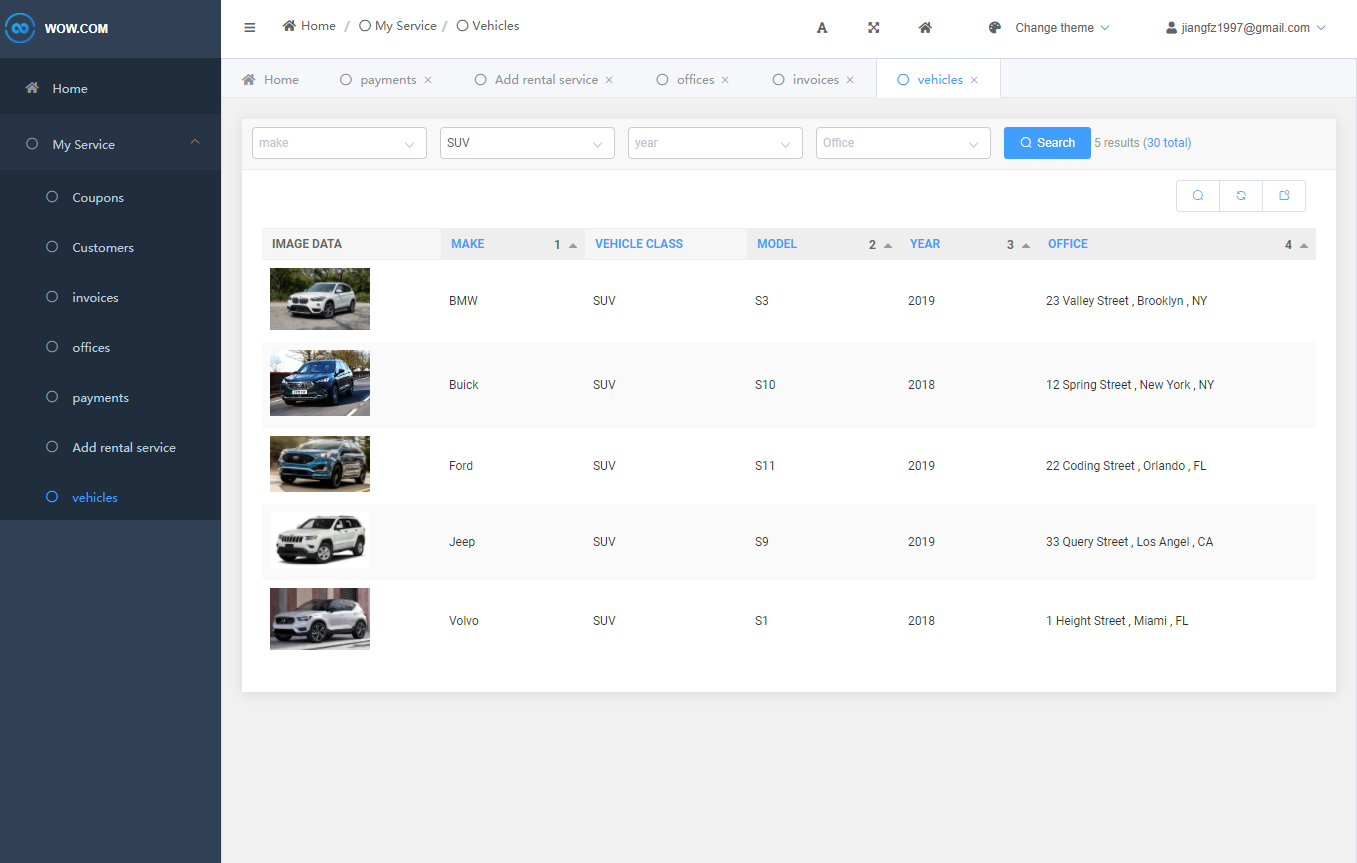 WOW.COM
Home / My Service / Vehicles
A
Change theme
jiangfz1997@gmail.com
Home
My Service
Coupons
Customers
invoices
offices
payments
Add rental service
vehicles
Home payments × Add rental service × offices × invoices × vehicles ×
make SUV year Office Search 5 results (30 total)
IMAGE DATA MAKE 1 VEHICLE CLASS MODEL 2 YEAR 3 OFFICE 4
BMW SUV S3 2019 23 Valley Street , Brooklyn , NY
Buick SUV S10 2018 12 Spring Street , New York , NY
Ford SUV S11 2019 22 Coding Street , Orlando , FL
Jeep SUV S9 2019 33 Query Street , Los Angel , CA
Volvo SUV S1 2018 1 Height Street , Miami , FL